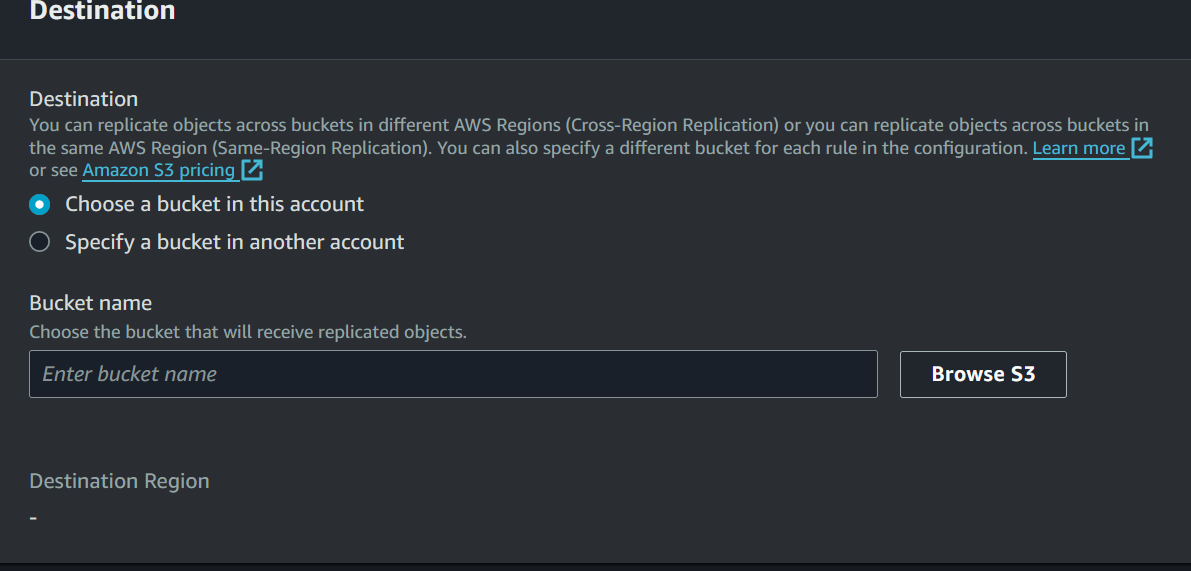 Destination
Destination
You can replicate objects across buckets in different AWS Regions (Cross-Region Replication) or you can replicate objects across buckets in
the same AWS Region (Same-Region Replication). You can also specify a different bucket for each rule in the configuration. Learn more
or see Amazon S3 pricing
Choose a bucket in this account
Specify a bucket in another account
Bucket name
Choose the bucket that will receive replicated objects.
Enter bucket name
Browse S3
Destination Region
-